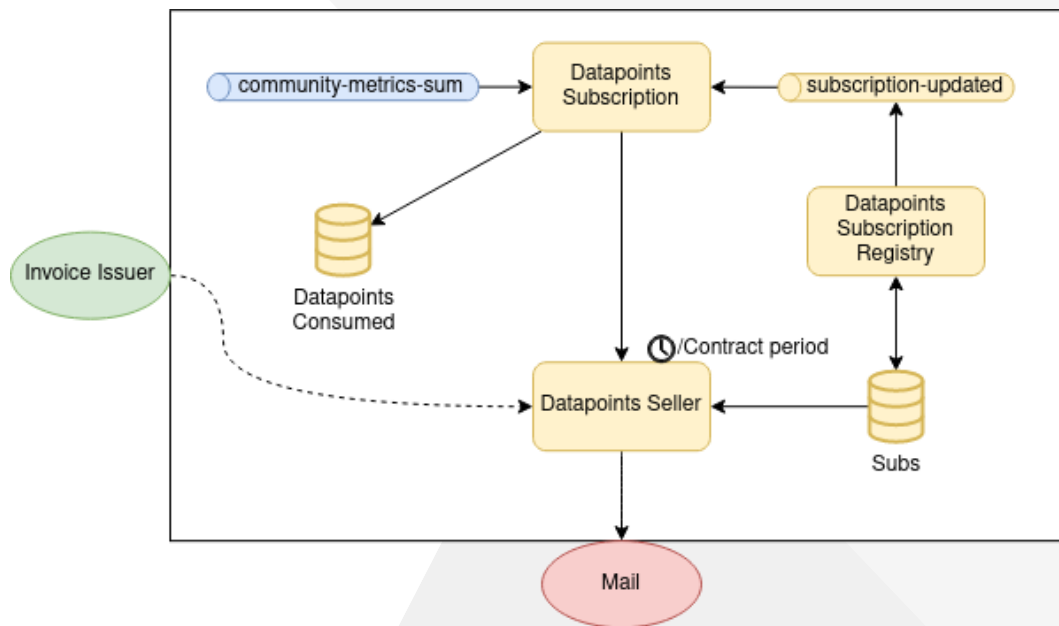 community-metrics-sum
Datapoints
Subscription
subscription-updated
Datapoints
Subscription
Registry
Invoice Issuer
Datapoints
Consumed
/Contract period
Datapoints Seller
Subs
Mail